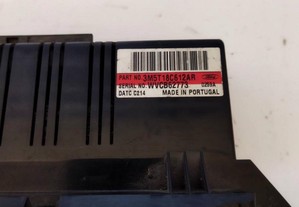 PART NO. 3M5T18C612AR
SERIAL NO. WVCB62773
DATC C214 MADE IN PORTUGAL